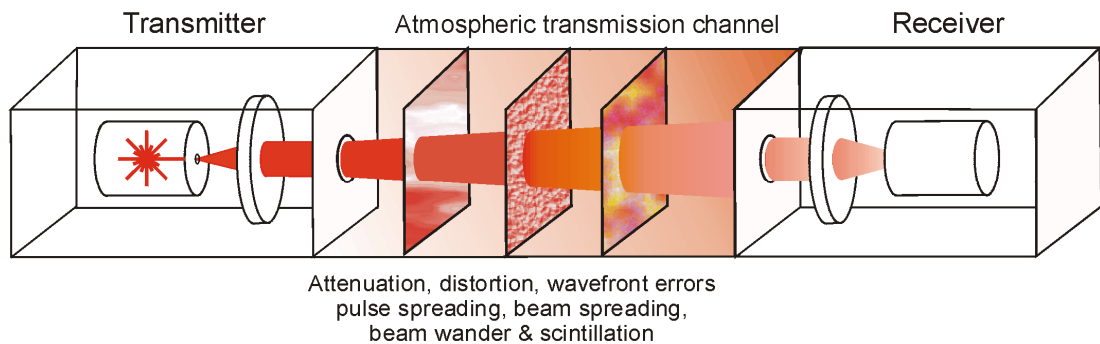 Transmitter
Atmospheric transmission channel
Receiver
Attenuation, distortion, wavefront errors
pulse spreading, beam spreading,
beam wander & scintillation